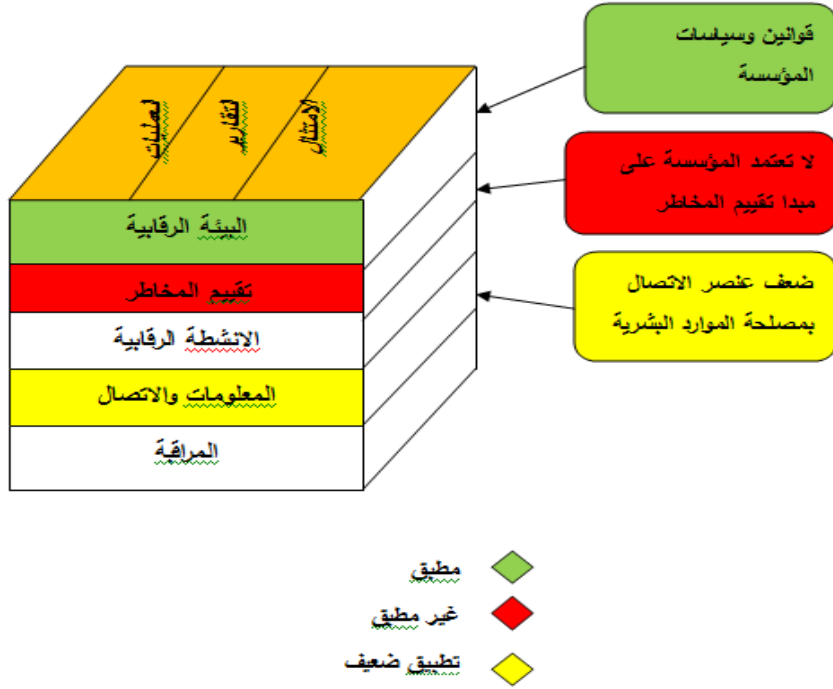 قوانين وسياسات
المؤسسة
العمليات
التقارير
الامتثال
لا تعتمد المؤسسة على
مبدا تقييم المخاطر
البيئة الرقابية
تقييم المخاطر
ضعف عنصر الاتصال
بمصلحة الموارد البشرية
الانشطة الرقابية
المعلومات والاتصال
المراقبة
مطبق
غير مطبق
تطبيق ضعيف